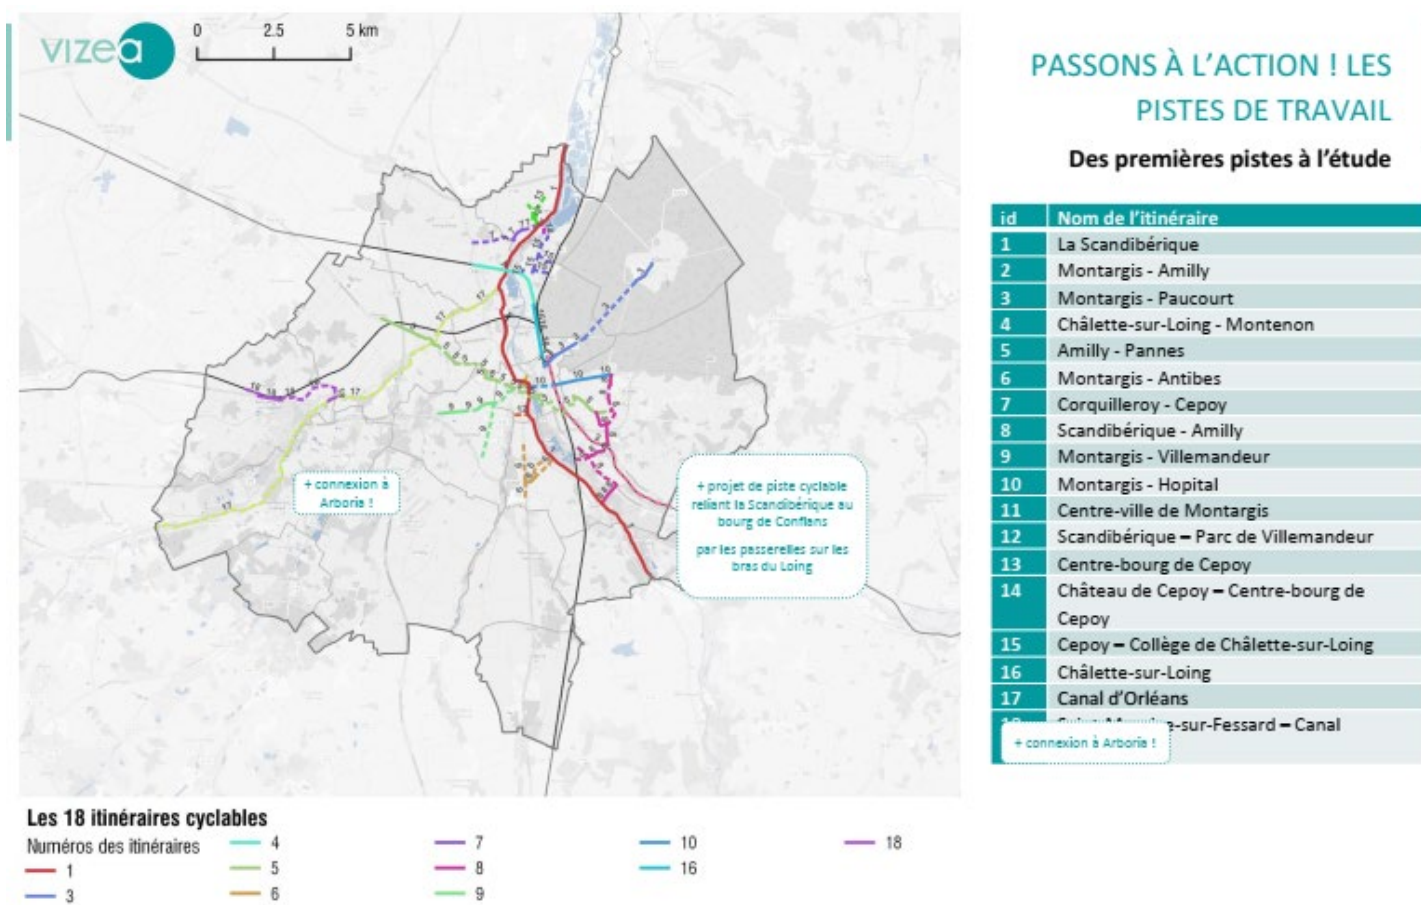 vizea
0 2.5 5 km
PASSONS À L'ACTION ! LES
PISTES DE TRAVAIL
Des premières pistes à l'étude
id Nom de l'itinéraire
1 La Scandibérique
2 Montargis - Amilly
3 Montargis - Paucourt
4 Châlette-sur-Loing - Montenon
5 Amilly - Pannes
6 Montargis - Antibes
7 Corquilleroy - Cepoy
8 Scandibérique - Amilly
9 Montargis - Villemandeur
10 Montargis - Hopital
11 Centre-ville de Montargis
12 Scandibérique – Parc de Villemandeur
13 Centre-bourg de Cepoy
14 Château de Cepoy – Centre-bourg de
Cepoy
15 Cepoy – Collège de Châlette-sur-Loing
16 Châlette-sur-Loing
17 Canal d'Orléans
-sur-Fessard – Canal
+ connexion à Arboria !
+ connexion à
Arboria !
+ projet de piste cyclable
reliant la Scandibérique au
bourg de Conflans
par les passerelles sur les
bras du Loing
Les 18 itinéraires cyclables
Numéros des itinéraires
1
3
4
5
6
7
8
9
10
16
18